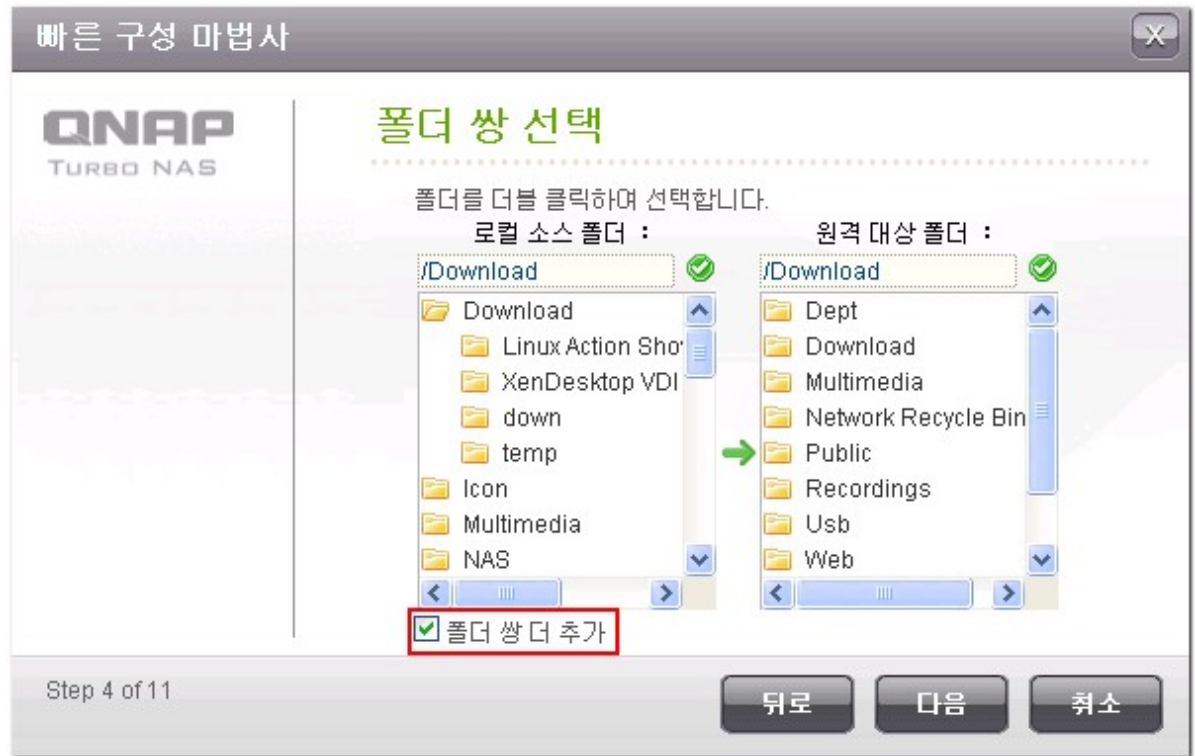 빠른 구성 마법사
X
QNAP
TURBO NAS
폴더 쌍 선택
폴더를 더블 클릭하여 선택합니다.
로컬 소스 폴더 :
원격 대상 폴더 :
/Download
/Download
Download
Linux Action Sho
XenDesktop VDI
down
temp
Icon
Multimedia
NAS
Dept
Download
Multimedia
Network Recycle Bin
Public
Recordings
Usb
Web
폴더 쌍 더 추가
Step 4 of 11
뒤로
다음
취소